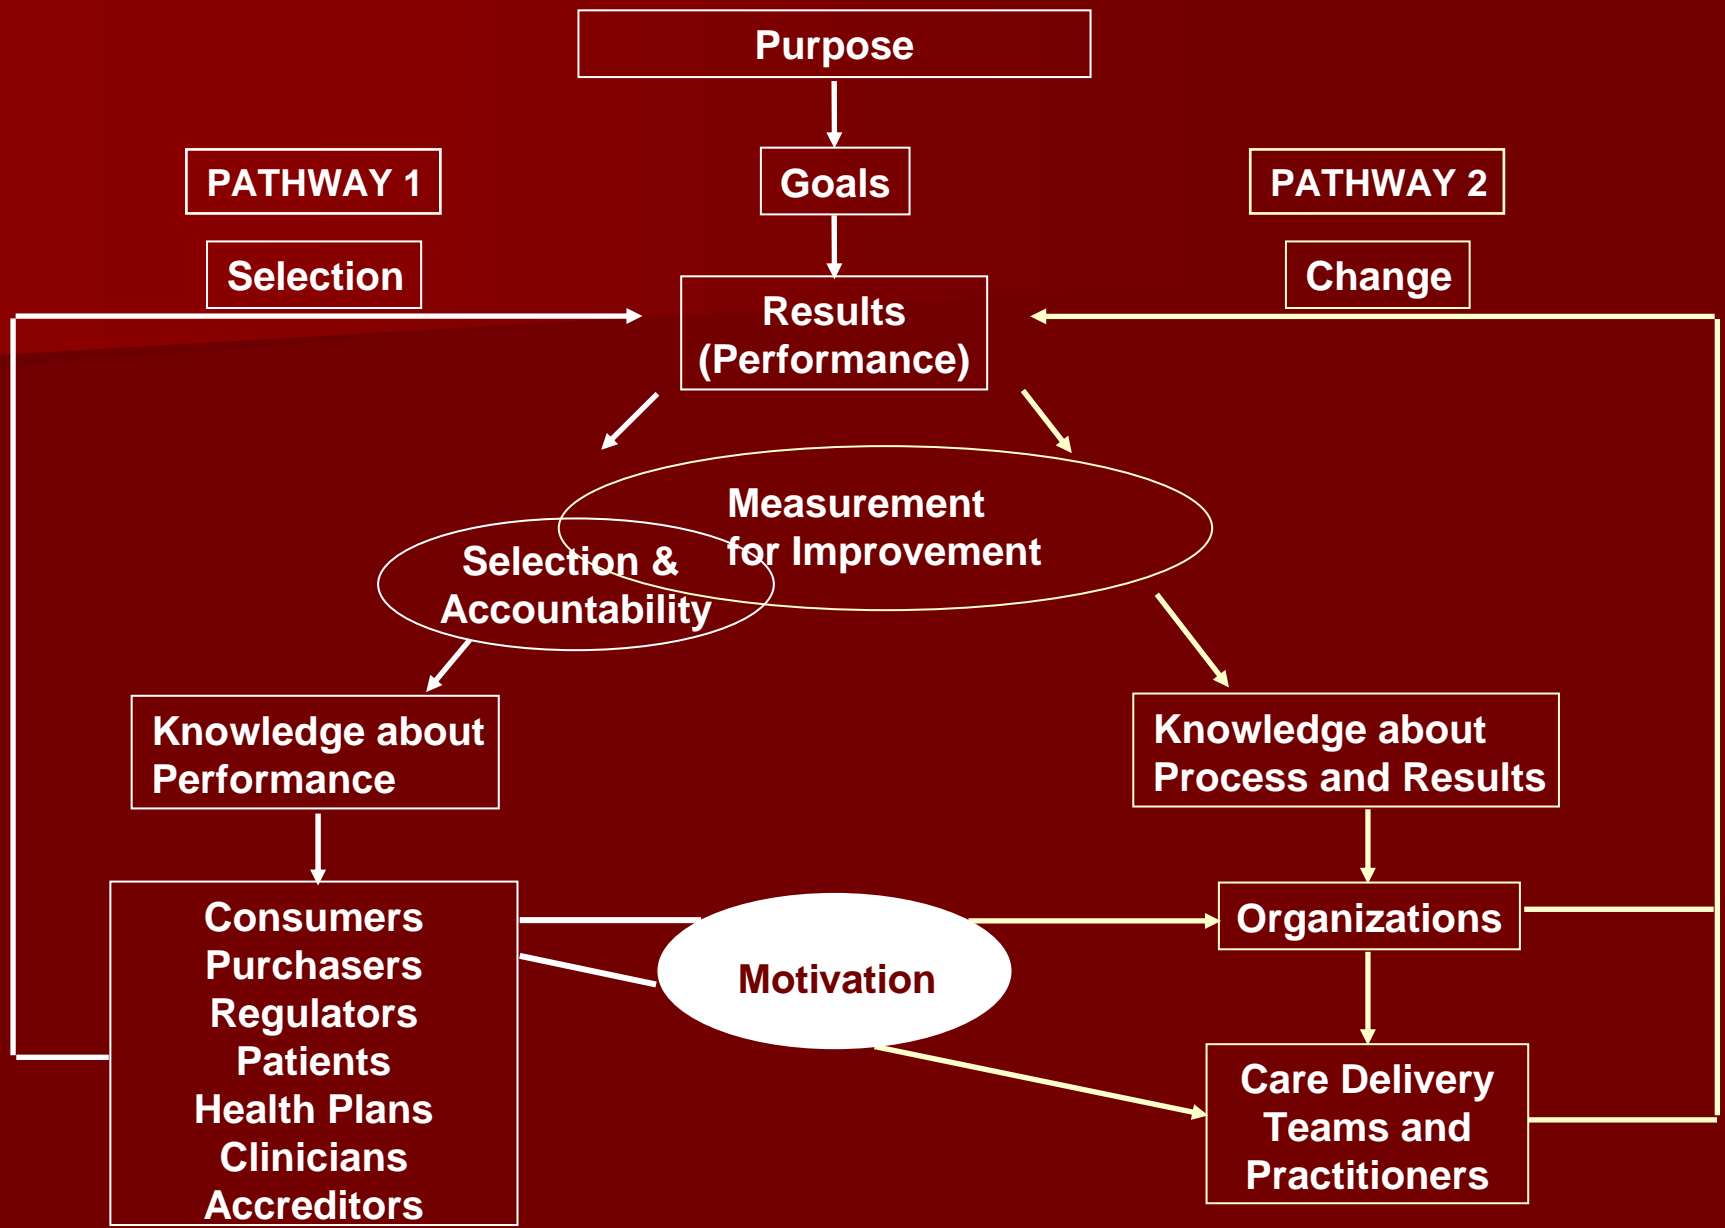 Purpose
PATHWAY 1
Goals
PATHWAY 2
Selection
Change
Results
(Performance)
Measurement
for Improvement
Selection &
Accountability
Knowledge about
Performance
Knowledge about
Process and Results
Consumers
Purchasers
Regulators
Patients
Health Plans
Clinicians
Accreditors
Motivation
Organizations
Care Delivery
Teams and
Practitioners